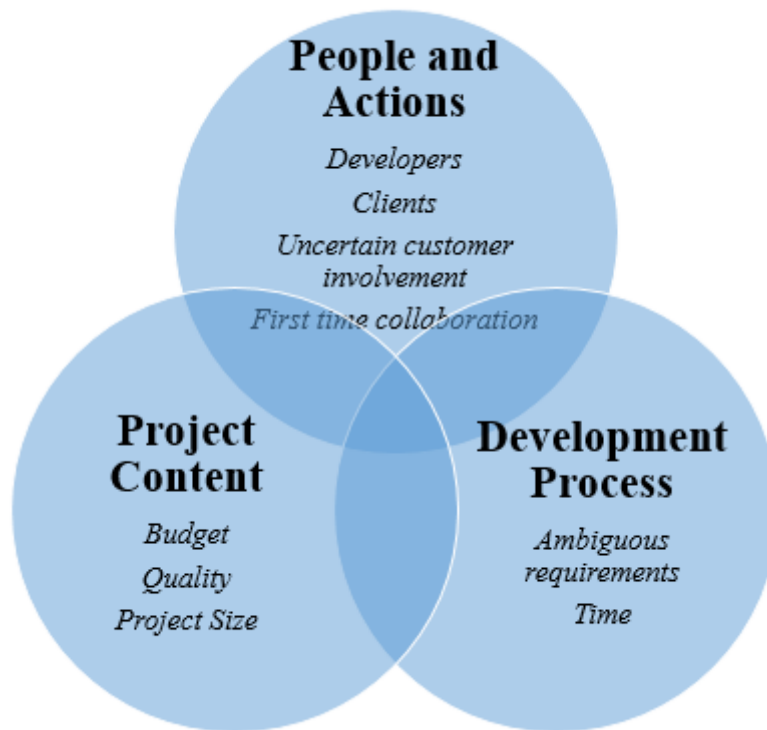 People and
Actions
Developers
Clients
Uncertain customer
involvement
First time collaboration
Project
Content
Budget
Quality
Project Size
Development
Process
Ambiguous
requirements
Time